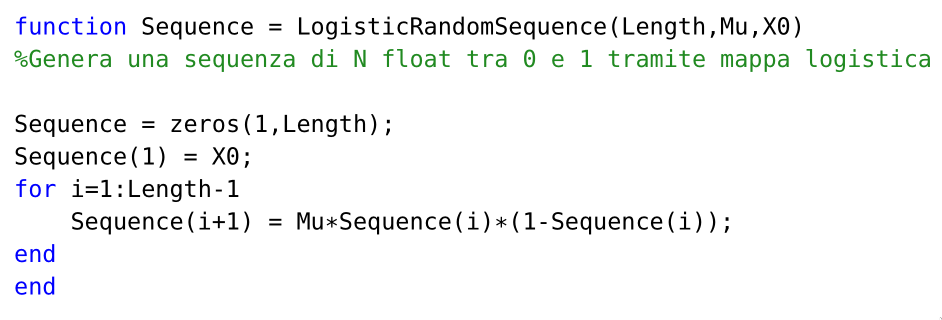 function Sequence = LogisticRandomSequence(Length,Mu,X0)
%Genera una sequenza di N float tra 0 e 1 tramite mappa logistica
Sequence = zeros(1,Length);
Sequence(1) = X0;
for i=1:Length-1
    Sequence(i+1) = Mu*Sequence(i)*(1-Sequence(i));
end
end